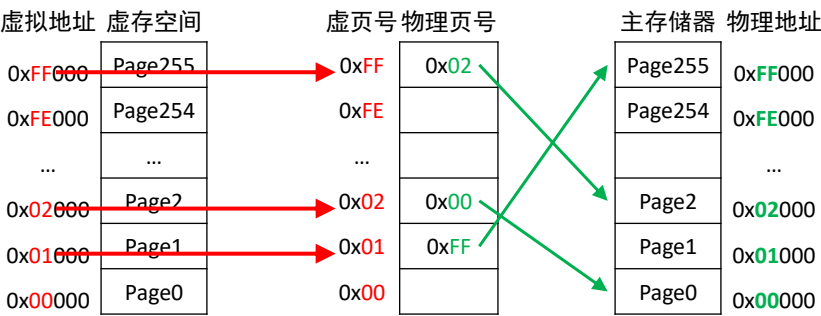 虚拟地址 虚存空间 虚页号 物理页号 主存储器 物理地址
0xFF000 Page255 0xFF 0x02 Page255 0xFF000
0xFE000 Page254 0xFE Page254 0xFE000
... ... ... ...
0x02000 Page2 0x02 0x00 Page2 0x02000
0x01000 Page1 0x01 0xFF Page1 0x01000
0x00000 Page0 0x00 Page0 0x00000